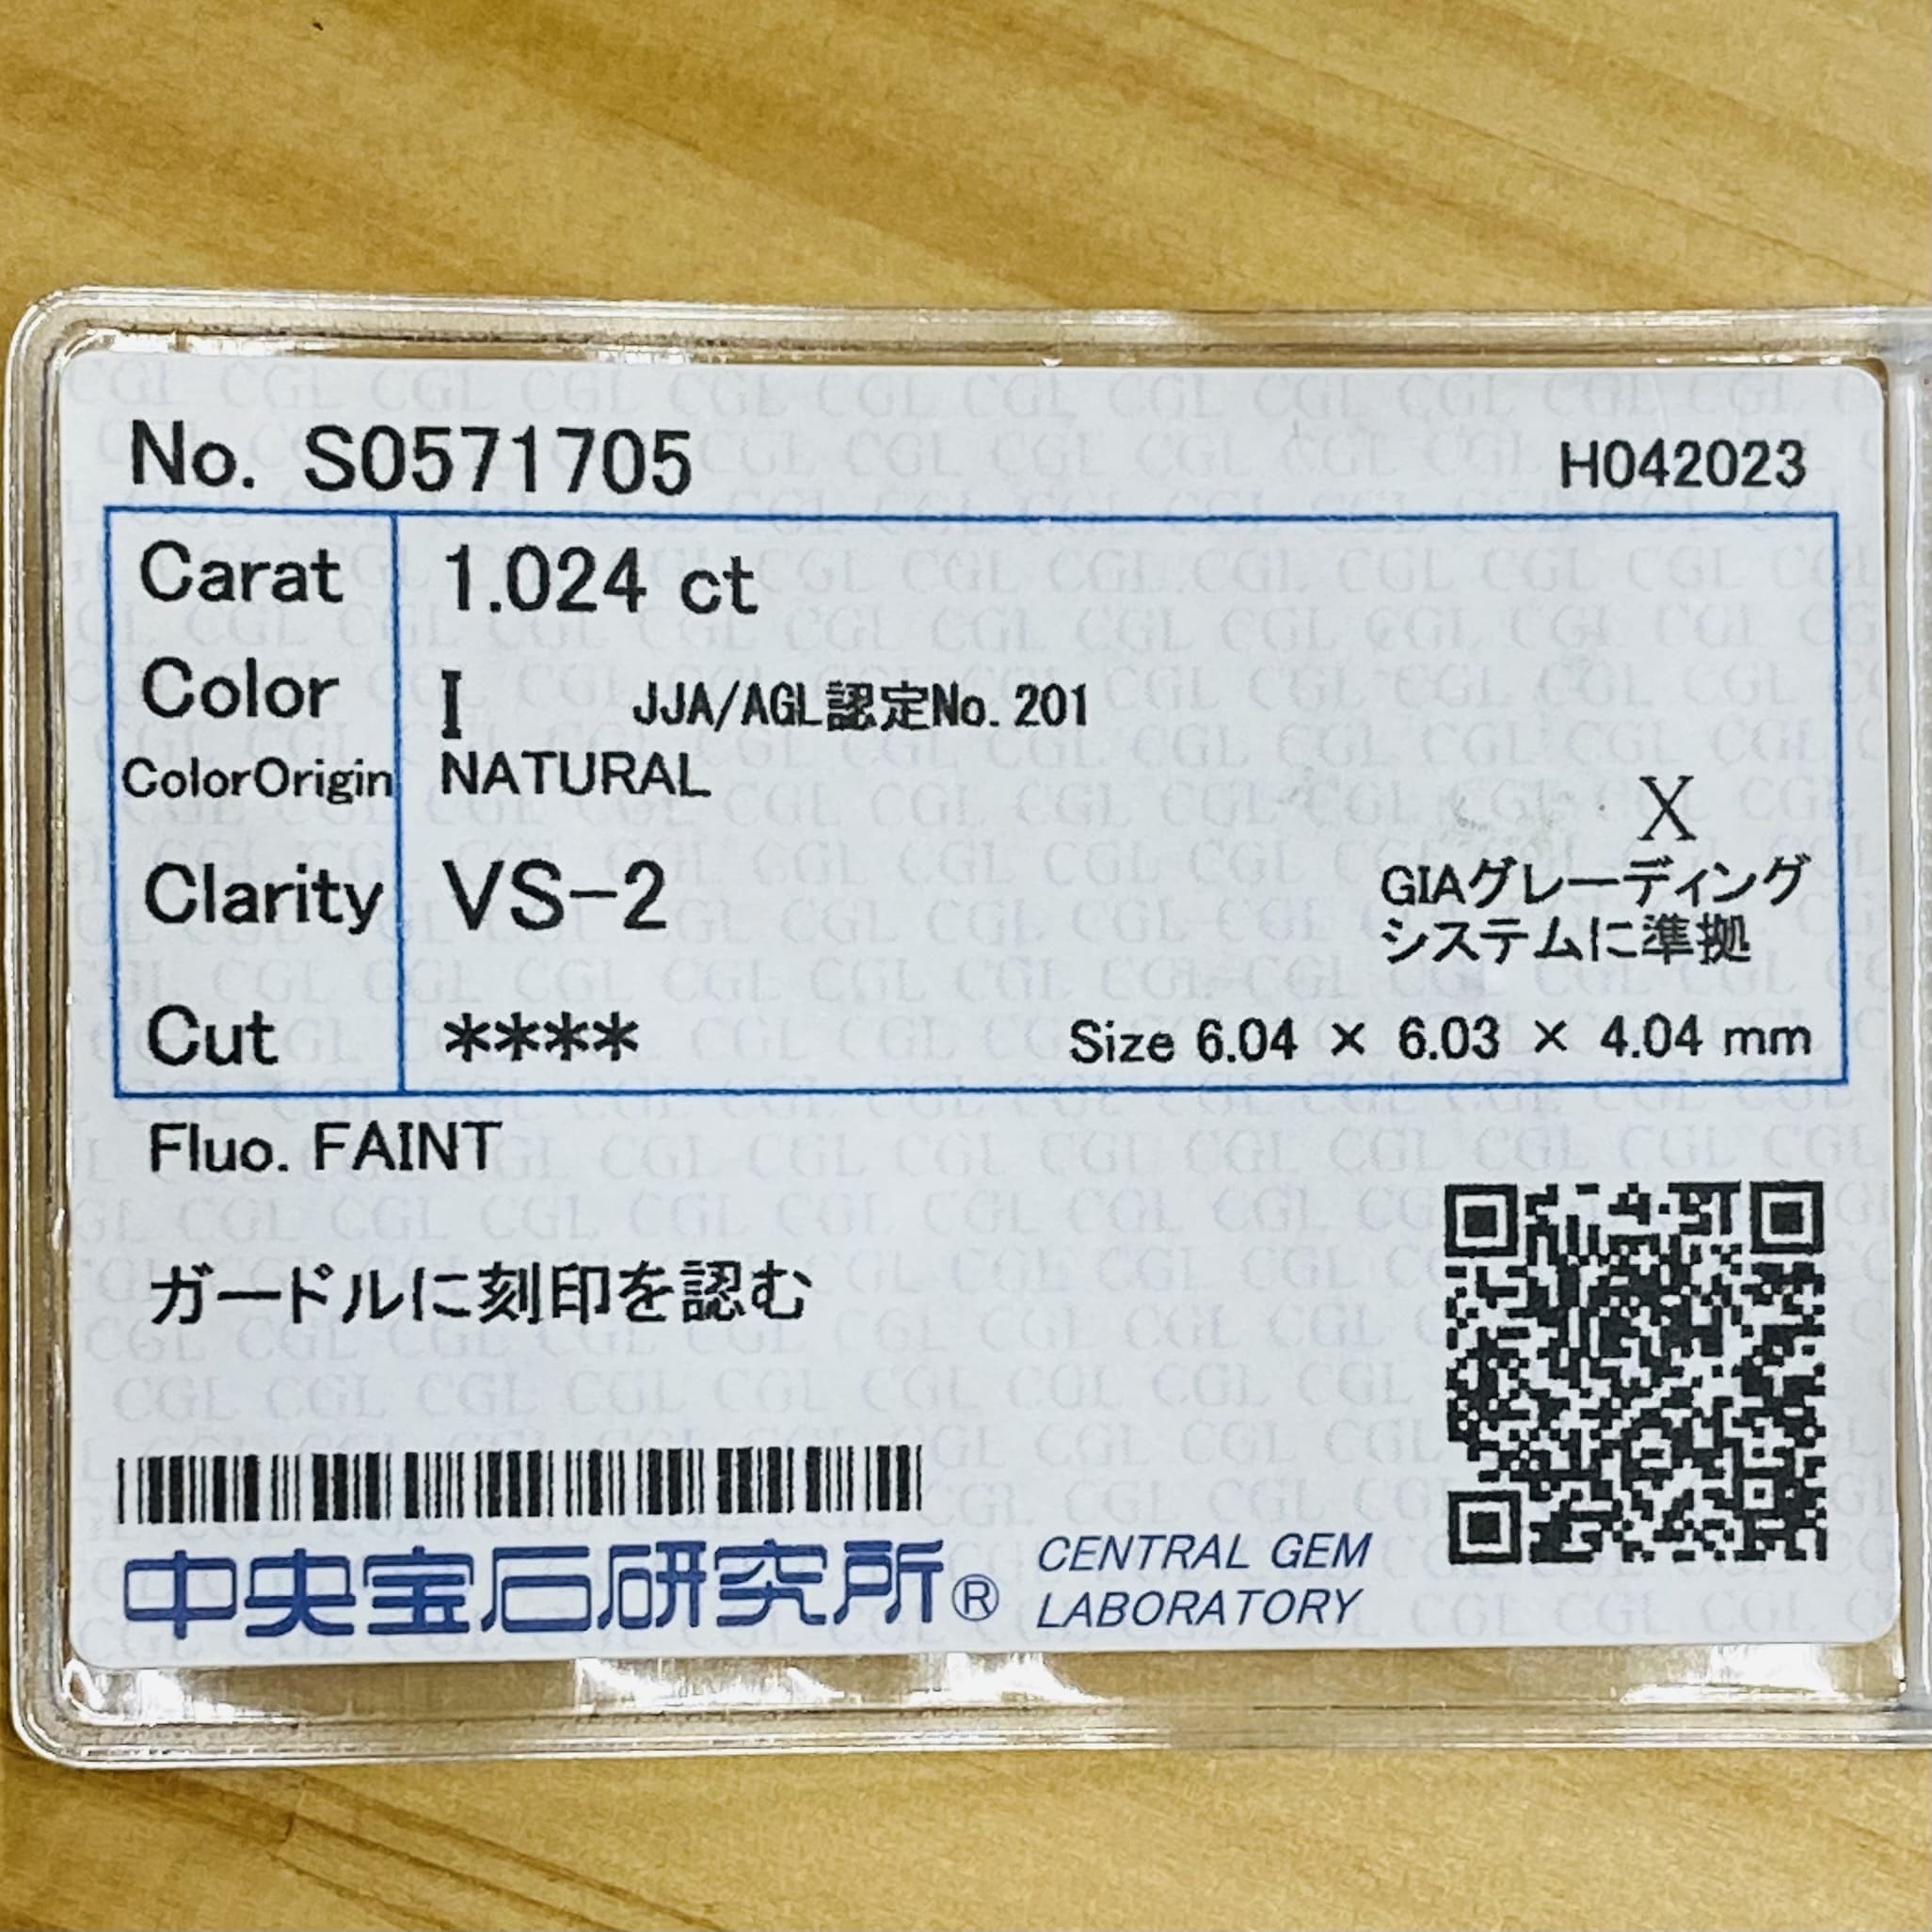 No. S0571705 H042023
Carat 1.024 ct
Color I JJA/AGL認定No.201
ColorOrigin NATURAL
X
Clarity VS-2 GIAグレーディング
システムに準拠
Cut **** Size 6.04 × 6.03 × 4.04 mm
Fluo. FAINT
ガードルに刻印を認む
中央宝石研究所® CENTRAL GEM
LABORATORY